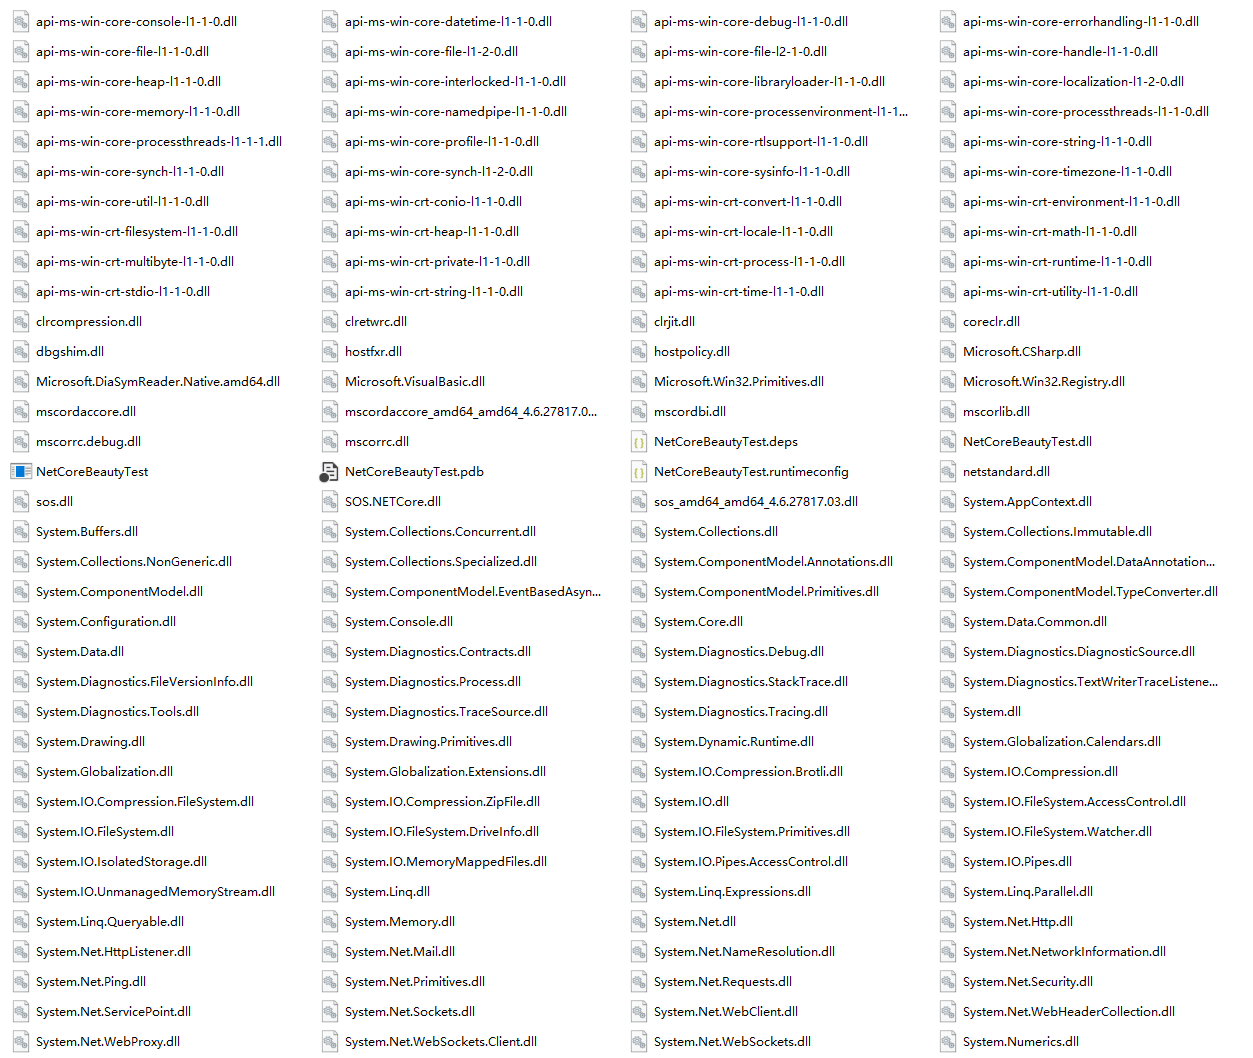 api-ms-win-core-console-l1-1-0.dll
api-ms-win-core-datetime-l1-1-0.dll
api-ms-win-core-debug-l1-1-0.dll
api-ms-win-core-errorhandling-l1-1-0.dll
api-ms-win-core-file-l1-1-0.dll
api-ms-win-core-file-l1-2-0.dll
api-ms-win-core-file-l2-1-0.dll
api-ms-win-core-handle-l1-1-0.dll
api-ms-win-core-heap-l1-1-0.dll
api-ms-win-core-interlocked-l1-1-0.dll
api-ms-win-core-libraryloader-l1-1-0.dll
api-ms-win-core-localization-l1-2-0.dll
api-ms-win-core-memory-l1-1-0.dll
api-ms-win-core-namedpipe-l1-1-0.dll
api-ms-win-core-processenvironment-l1-1...
api-ms-win-core-processthreads-l1-1-0.dll
api-ms-win-core-processthreads-l1-1-1.dll
api-ms-win-core-profile-l1-1-0.dll
api-ms-win-core-rtlsupport-l1-1-0.dll
api-ms-win-core-string-l1-1-0.dll
api-ms-win-core-synch-l1-1-0.dll
api-ms-win-core-synch-l1-2-0.dll
api-ms-win-core-sysinfo-l1-1-0.dll
api-ms-win-core-timezone-l1-1-0.dll
api-ms-win-core-util-l1-1-0.dll
api-ms-win-crt-conio-l1-1-0.dll
api-ms-win-crt-convert-l1-1-0.dll
api-ms-win-crt-environment-l1-1-0.dll
api-ms-win-crt-filesystem-l1-1-0.dll
api-ms-win-crt-heap-l1-1-0.dll
api-ms-win-crt-locale-l1-1-0.dll
api-ms-win-crt-math-l1-1-0.dll
api-ms-win-crt-multibyte-l1-1-0.dll
api-ms-win-crt-private-l1-1-0.dll
api-ms-win-crt-process-l1-1-0.dll
api-ms-win-crt-runtime-l1-1-0.dll
api-ms-win-crt-stdio-l1-1-0.dll
api-ms-win-crt-string-l1-1-0.dll
api-ms-win-crt-time-l1-1-0.dll
api-ms-win-crt-utility-l1-1-0.dll
clrcompression.dll
clretwrc.dll
clrjit.dll
coreclr.dll
dbgshim.dll
hostfxr.dll
hostpolicy.dll
Microsoft.CSharp.dll
Microsoft.DiaSymReader.Native.amd64.dll
Microsoft.VisualBasic.dll
Microsoft.Win32.Primitives.dll
Microsoft.Win32.Registry.dll
mscordaccore.dll
mscordaccore_amd64_amd64_4.6.27817.0...
mscordbi.dll
mscorlib.dll
mscorrc.debug.dll
mscorrc.dll
NetCoreBeautyTest.deps
NetCoreBeautyTest.dll
NetCoreBeautyTest
NetCoreBeautyTest.pdb
NetCoreBeautyTest.runtimeconfig
netstandard.dll
sos.dll
SOS.NETCore.dll
sos_amd64_amd64_4.6.27817.03.dll
System.AppContext.dll
System.Buffers.dll
System.Collections.Concurrent.dll
System.Collections.dll
System.Collections.Immutable.dll
System.Collections.NonGeneric.dll
System.Collections.Specialized.dll
System.ComponentModel.Annotations.dll
System.ComponentModel.DataAnnotation...
System.ComponentModel.dll
System.ComponentModel.EventBasedAsyn...
System.ComponentModel.Primitives.dll
System.ComponentModel.TypeConverter.dll
System.Configuration.dll
System.Console.dll
System.Core.dll
System.Data.Common.dll
System.Data.dll
System.Diagnostics.Contracts.dll
System.Diagnostics.Debug.dll
System.Diagnostics.DiagnosticSource.dll
System.Diagnostics.FileVersionInfo.dll
System.Diagnostics.Process.dll
System.Diagnostics.StackTrace.dll
System.Diagnostics.TextWriterTraceListene...
System.Diagnostics.Tools.dll
System.Diagnostics.TraceSource.dll
System.Diagnostics.Tracing.dll
System.dll
System.Drawing.dll
System.Drawing.Primitives.dll
System.Dynamic.Runtime.dll
System.Globalization.Calendars.dll
System.Globalization.dll
System.Globalization.Extensions.dll
System.IO.Compression.Brotli.dll
System.IO.Compression.dll
System.IO.Compression.FileSystem.dll
System.IO.Compression.ZipFile.dll
System.IO.dll
System.IO.FileSystem.AccessControl.dll
System.IO.FileSystem.dll
System.IO.FileSystem.DriveInfo.dll
System.IO.FileSystem.Primitives.dll
System.IO.FileSystem.Watcher.dll
System.IO.IsolatedStorage.dll
System.IO.MemoryMappedFiles.dll
System.IO.Pipes.AccessControl.dll
System.IO.Pipes.dll
System.IO.UnmanagedMemoryStream.dll
System.Linq.dll
System.Linq.Expressions.dll
System.Linq.Parallel.dll
System.Linq.Queryable.dll
System.Memory.dll
System.Net.dll
System.Net.Http.dll
System.Net.HttpListener.dll
System.Net.Mail.dll
System.Net.NameResolution.dll
System.Net.NetworkInformation.dll
System.Net.Ping.dll
System.Net.Primitives.dll
System.Net.Requests.dll
System.Net.Security.dll
System.Net.ServicePoint.dll
System.Net.Sockets.dll
System.Net.WebClient.dll
System.Net.WebHeaderCollection.dll
System.Net.WebProxy.dll
System.Net.WebSockets.Client.dll
System.Net.WebSockets.dll
System.Numerics.dll